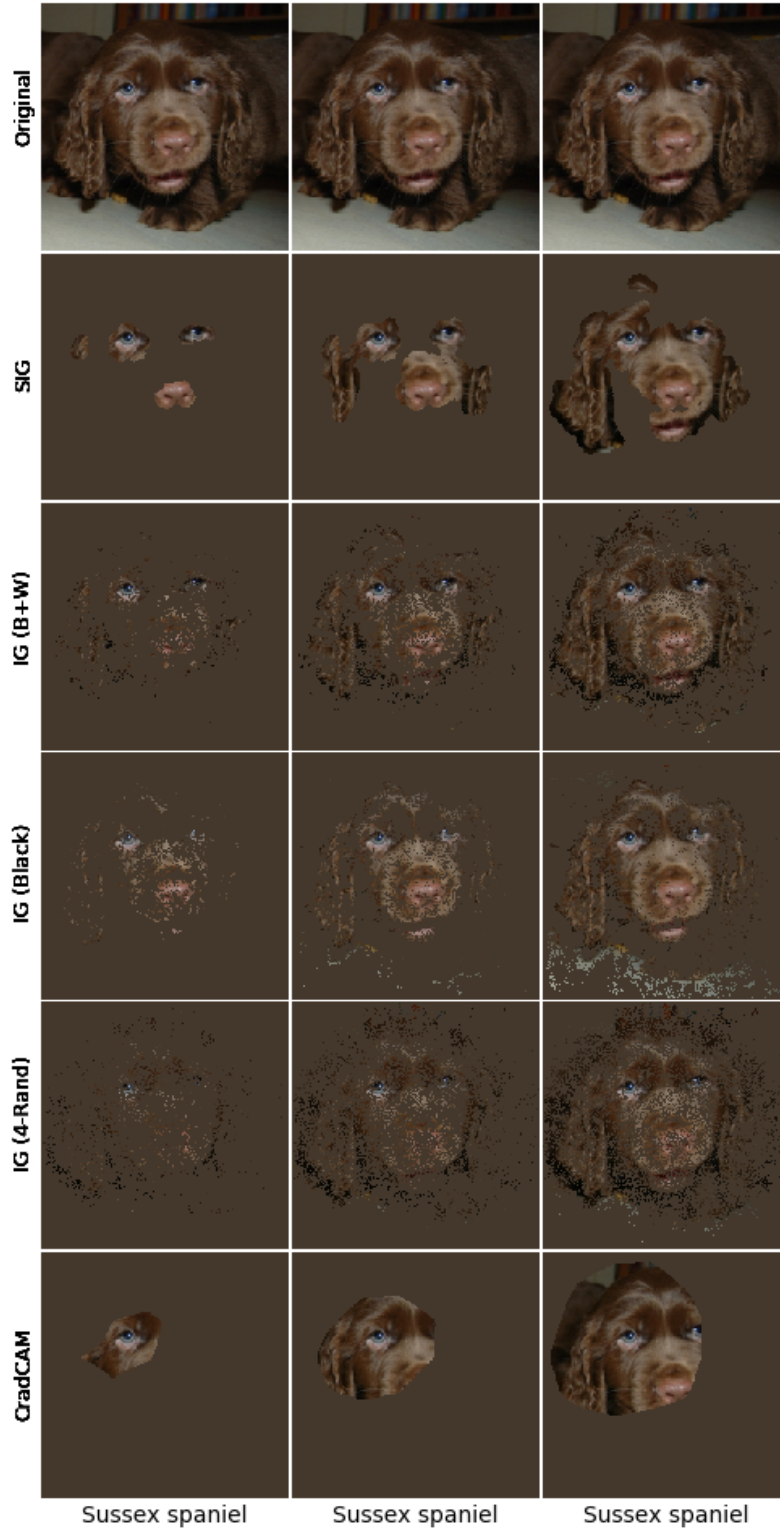 Original
SIG
IG (B+W)
IG (Black)
IG (4-Rand)
CradCAM
Sussex spaniel Sussex spaniel Sussex spaniel